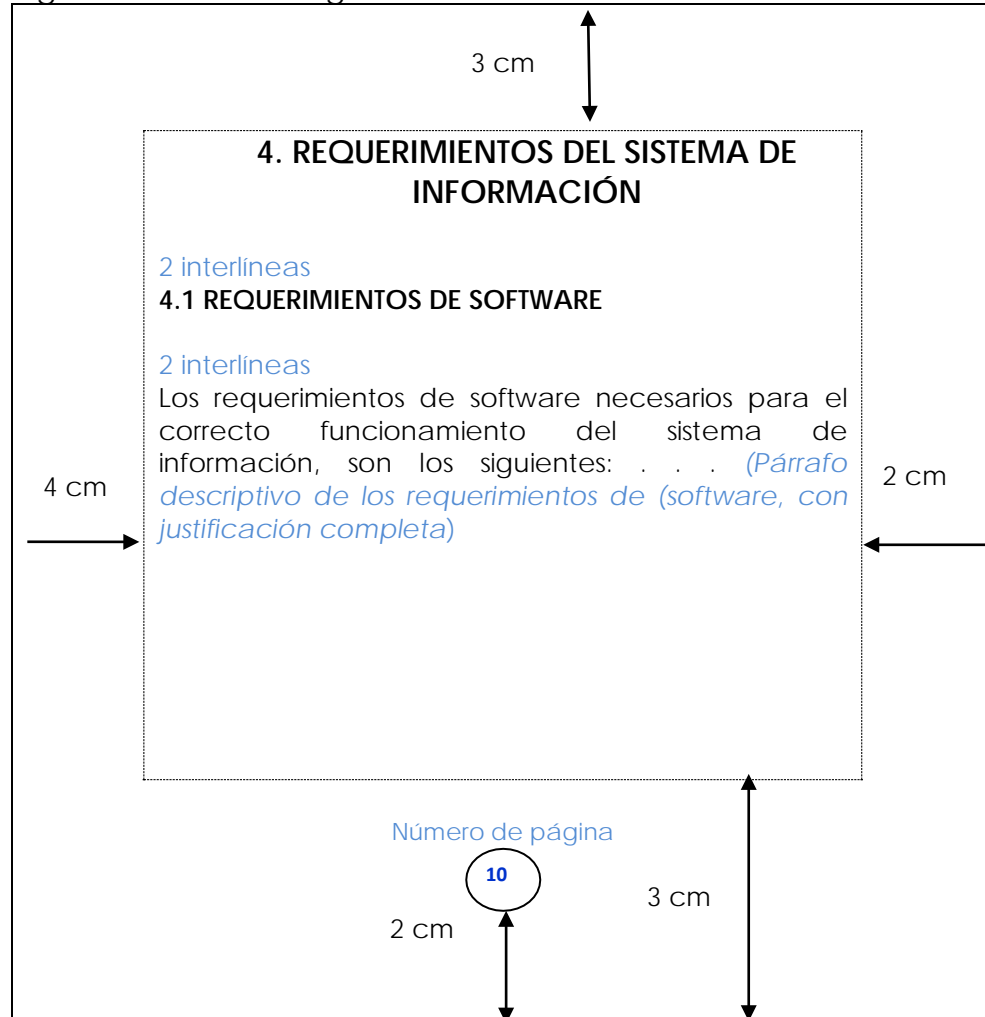 3 cm
4. REQUERIMIENTOS DEL SISTEMA DE
INFORMACIÓN
2 interlíneas
4.1 REQUERIMIENTOS DE SOFTWARE
2 interlíneas
Los requerimientos de software necesarios para el
correcto funcionamiento del sistema de
información, son los siguientes: . . . (Párrafo
descriptivo de los requerimientos de (software, con
justificación completa)
4 cm
2 cm
Número de página
10
3 cm
2 cm